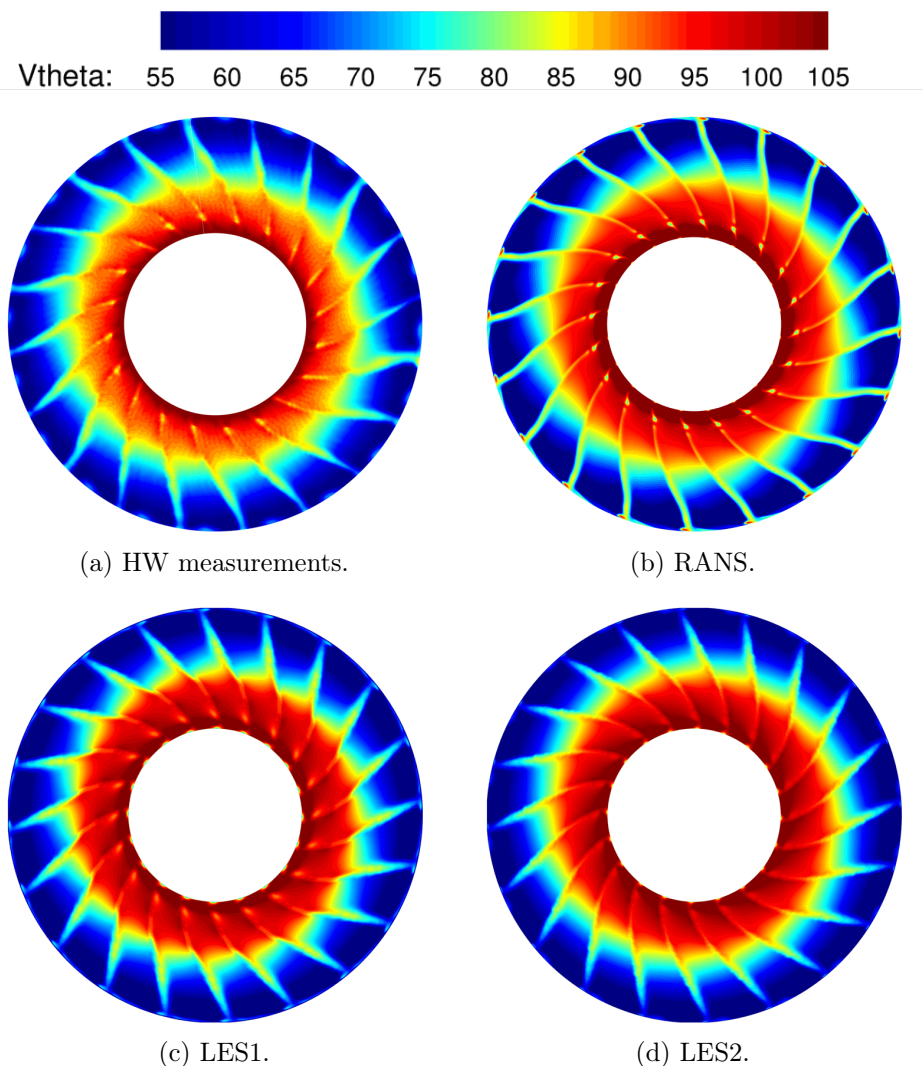 Vtheta: 55 60 65 70 75 80 85 90 95 100 105
(a) HW measurements.
(b) RANS.
(c) LES1.
(d) LES2.